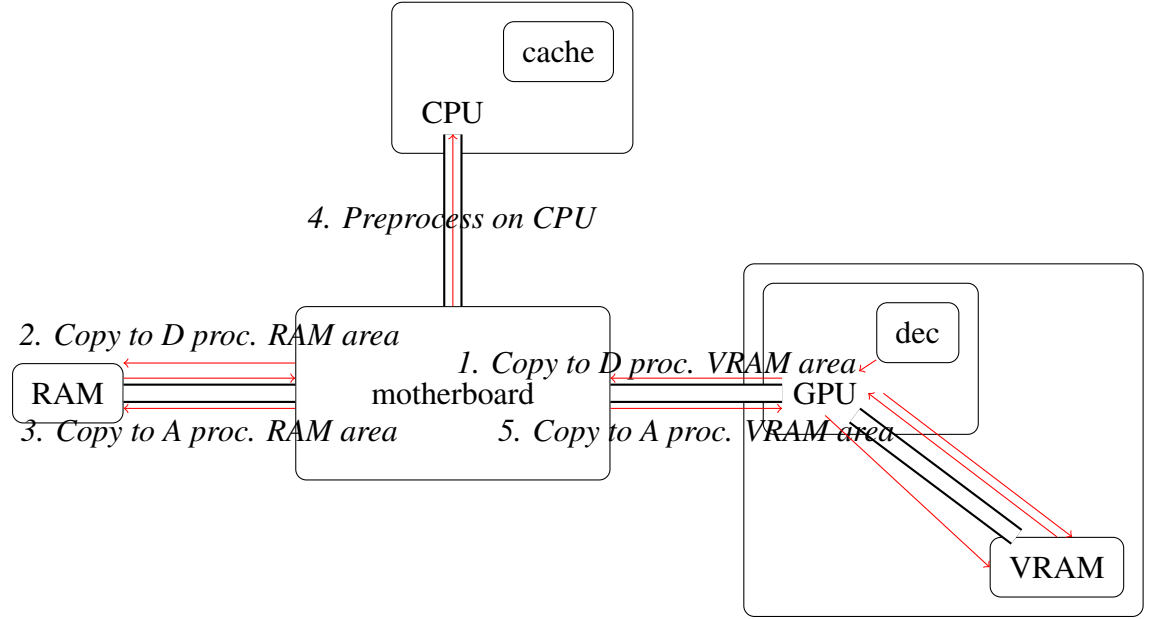 cache
CPU
4. Preprocess on CPU
2. Copy to D proc. RAM area
dec
1. Copy to D proc. VRAM area
RAM
motherboard
GPU
3. Copy to A proc. RAM area
5. Copy to A proc. VRAM area
VRAM